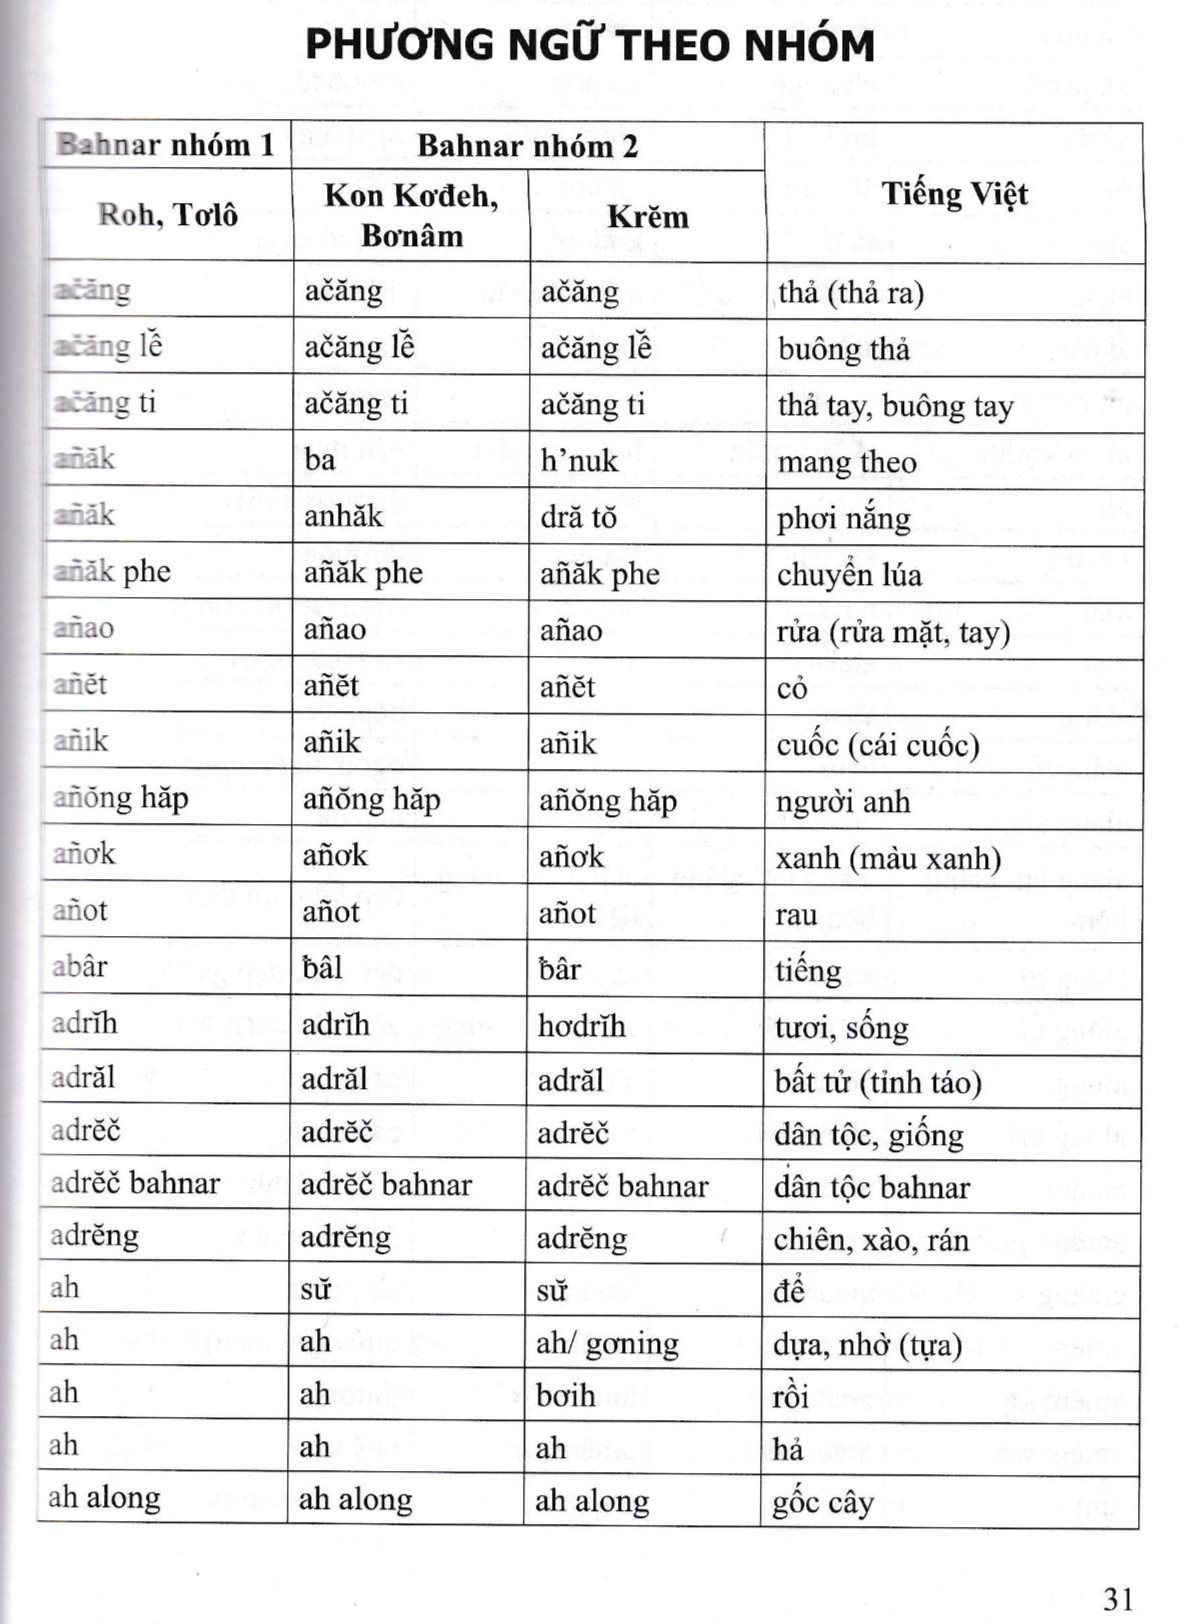 PHƯƠNG NGỮ THEO NHÓM
Bahnar nhóm 1 Bahnar nhóm 2 Tiếng Việt
Roh, Tơlô Kon Kơđeh, Bơnâm Krĕm
ačăng ačăng ačăng thả (thả ra)
ačăng lê̆ ačăng lê̆ ačăng lê̆ buông thả
ačăng ti ačăng ti ačăng ti thả tay, buông tay
añăk ba h’nuk mang theo
añăk anhăk dră tŏ phơi nắng
añăk phe añăk phe añăk phe chuyển lúa
añao añao añao rửa (rửa mặt, tay)
añĕt añĕt añĕt cỏ
añik añik añik cuốc (cái cuốc)
añŏng hăp añŏng hăp añŏng hăp người anh
añơk añơk añơk xanh (màu xanh)
añot añot añot rau
abâr ƀâl ƀâr tiếng
adrĭh adrĭh hơdrĭh tươi, sống
adrăl adrăl adrăl bất tử (tỉnh táo)
adrĕč adrĕč adrĕč dân tộc, giống
adrĕč bahnar adrĕč bahnar adrĕč bahnar dân tộc bahnar
adrĕng adrĕng adrĕng chiên, xào, rán
ah sư̆ sư̆ để
ah ah ah/ gơning dựa, nhờ (tựa)
ah ah bơih rồi
ah ah ah hả
ah along ah along ah along gốc cây
31